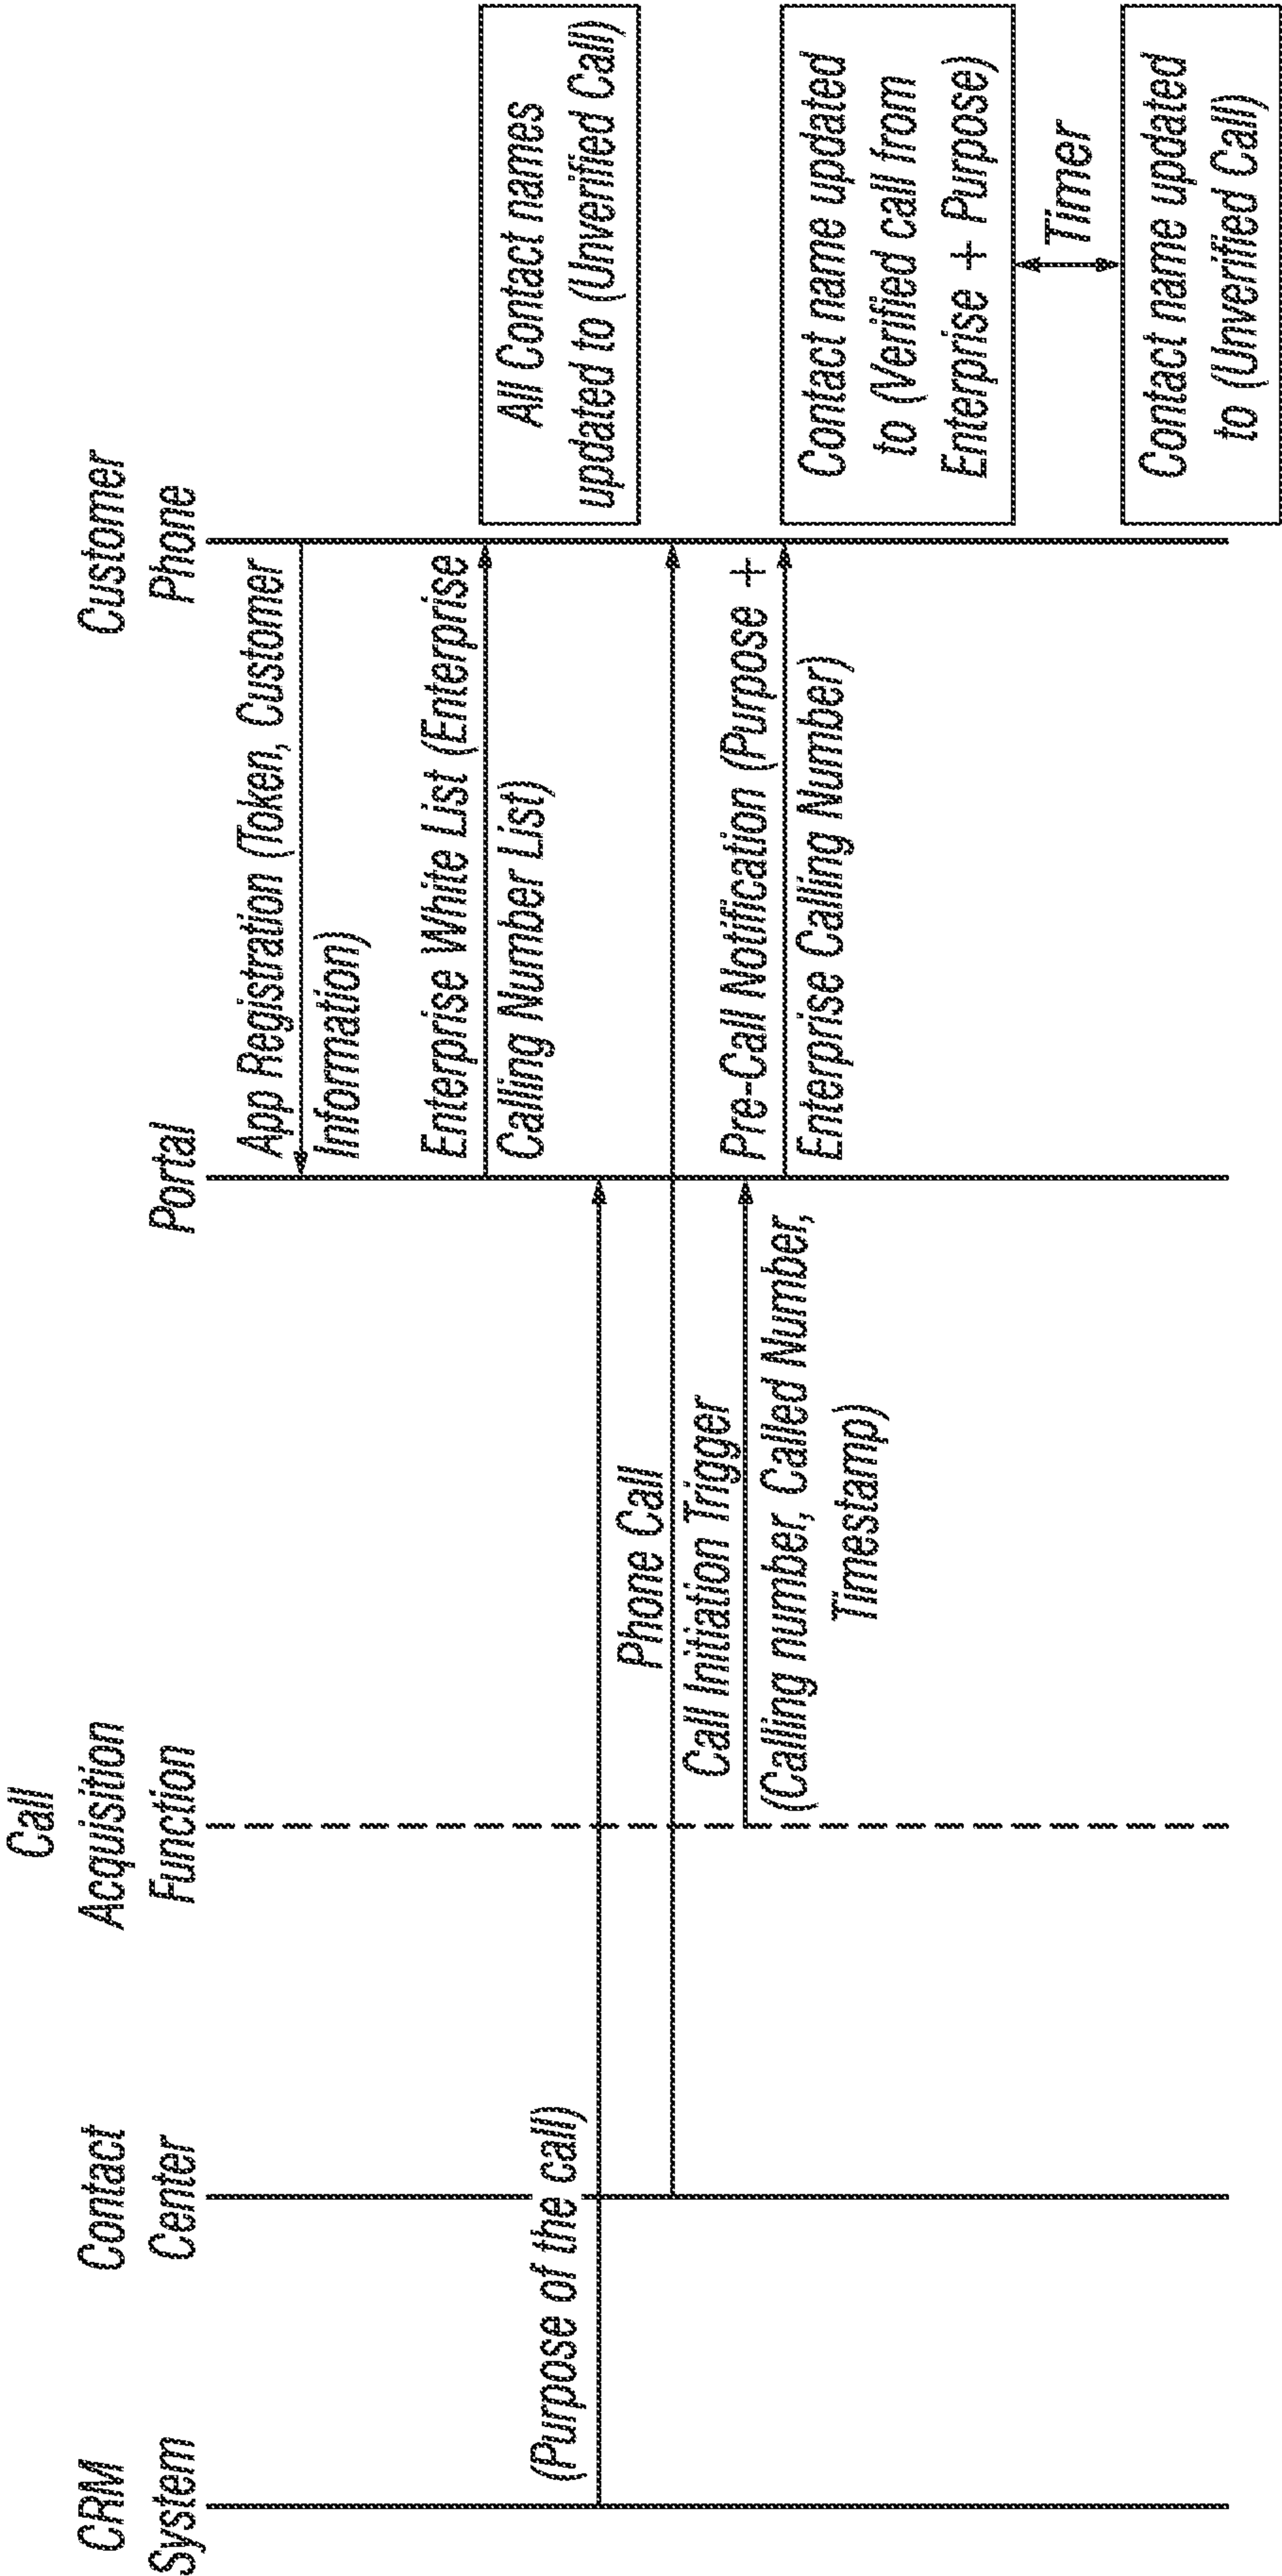 CRM
System
Contact
Center
Call
Acquisition
Function
Portal
Customer
Phone
App Registration (Token, Customer
Information)
Enterprise White List (Enterprise
Calling Number List)
All Contact names
updated to (Unverified Call)
(Purpose of the call)
Phone Call
Call Initiation Trigger
(Calling number, Called Number,
Timestamp)
Pre-Call Notification (Purpose +
Enterprise Calling Number)
Contact name updated
to (Verified call from
Enterprise + Purpose)
Timer
Contact name updated
to (Unverified Call)